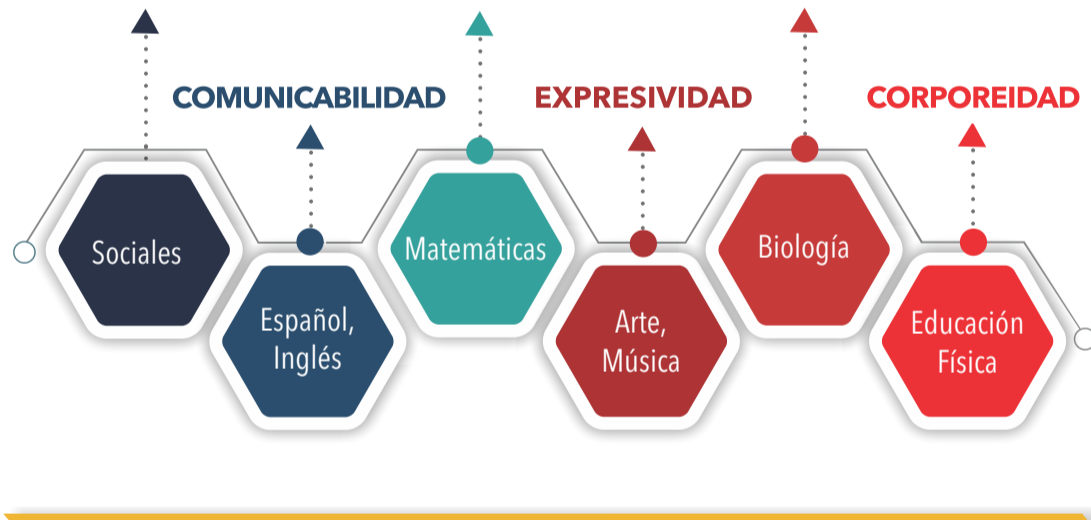 COMUNICABILIDAD
EXPRESIVIDAD
CORPOREIDAD
Sociales
Español,
Inglés
Matemáticas
Arte,
Música
Biología
Educación
Física